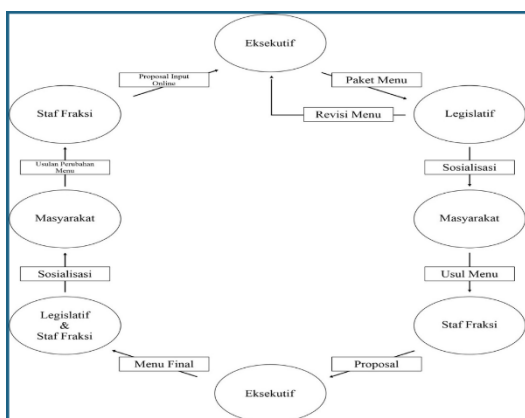 Eksekutif
Proposal Input
Online
Paket Menu
Staf Fraksi
Revisi Menu
Legislatif
Usulan Perubahan
Menu
Sosialisasi
Masyarakat
Masyarakat
Sosialisasi
Usul Menu
Legislatif
&
Staf Fraksi
Staf Fraksi
Menu Final
Proposal
Eksekutif